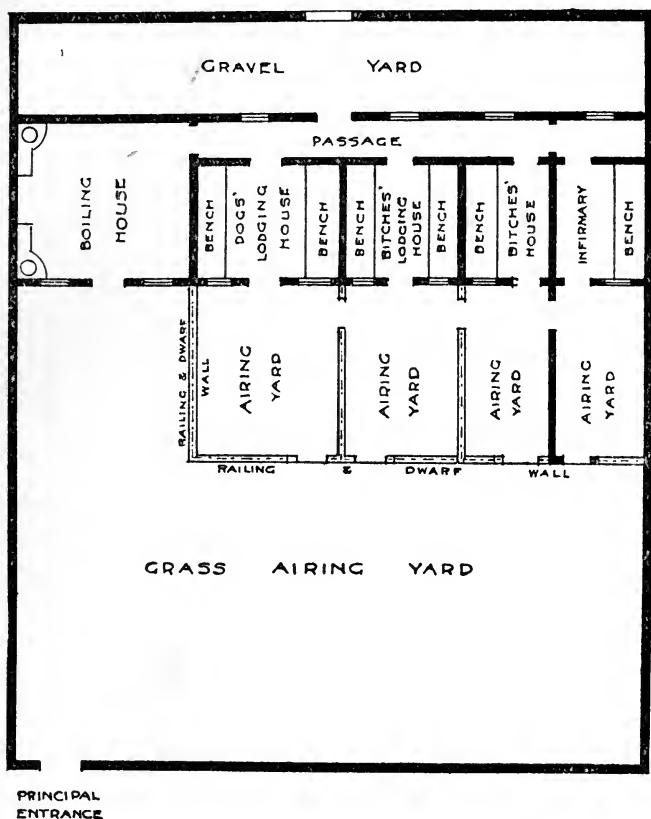 GRAVEL YARD
PASSAGE
BOILING
HOUSE
BENCH
DOGS'
LODGING
HOUSE
BENCH
BENCH
BITCHES'
LODGING
HOUSE
BENCH
BENCH
BITCHES'
HOUSE
INFIRMARY
BENCH
RAILING & DWARF
WALL
AIRING
YARD
AIRING
YARD
AIRING
YARD
AIRING
YARD
RAILING & DWARF WALL
GRASS AIRING YARD
PRINCIPAL
ENTRANCE